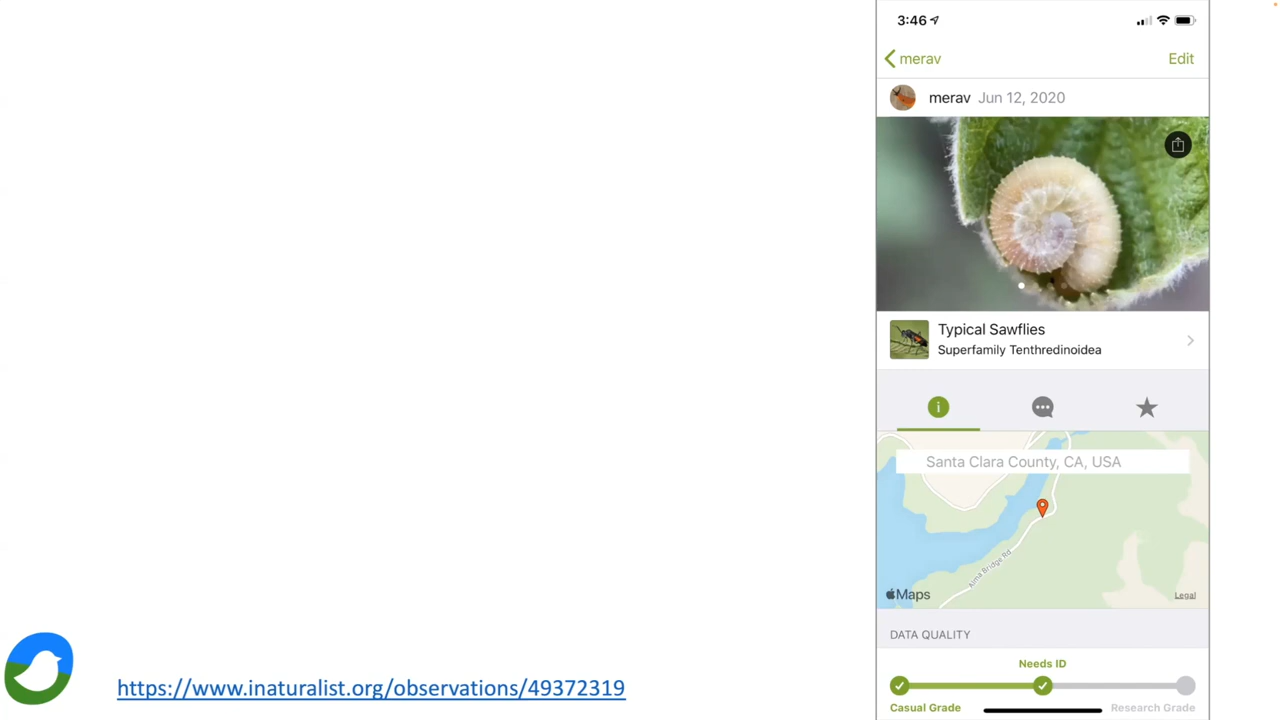 3:46
merav
Edit
merav Jun 12, 2020
Typical Sawflies
Superfamily Tenthredinoidea
Santa Clara County, CA, USA
Alma Bridge Rd
Maps
Legal
DATA QUALITY
Needs ID
Casual Grade
Research Grade
https://www.inaturalist.org/observations/49372319